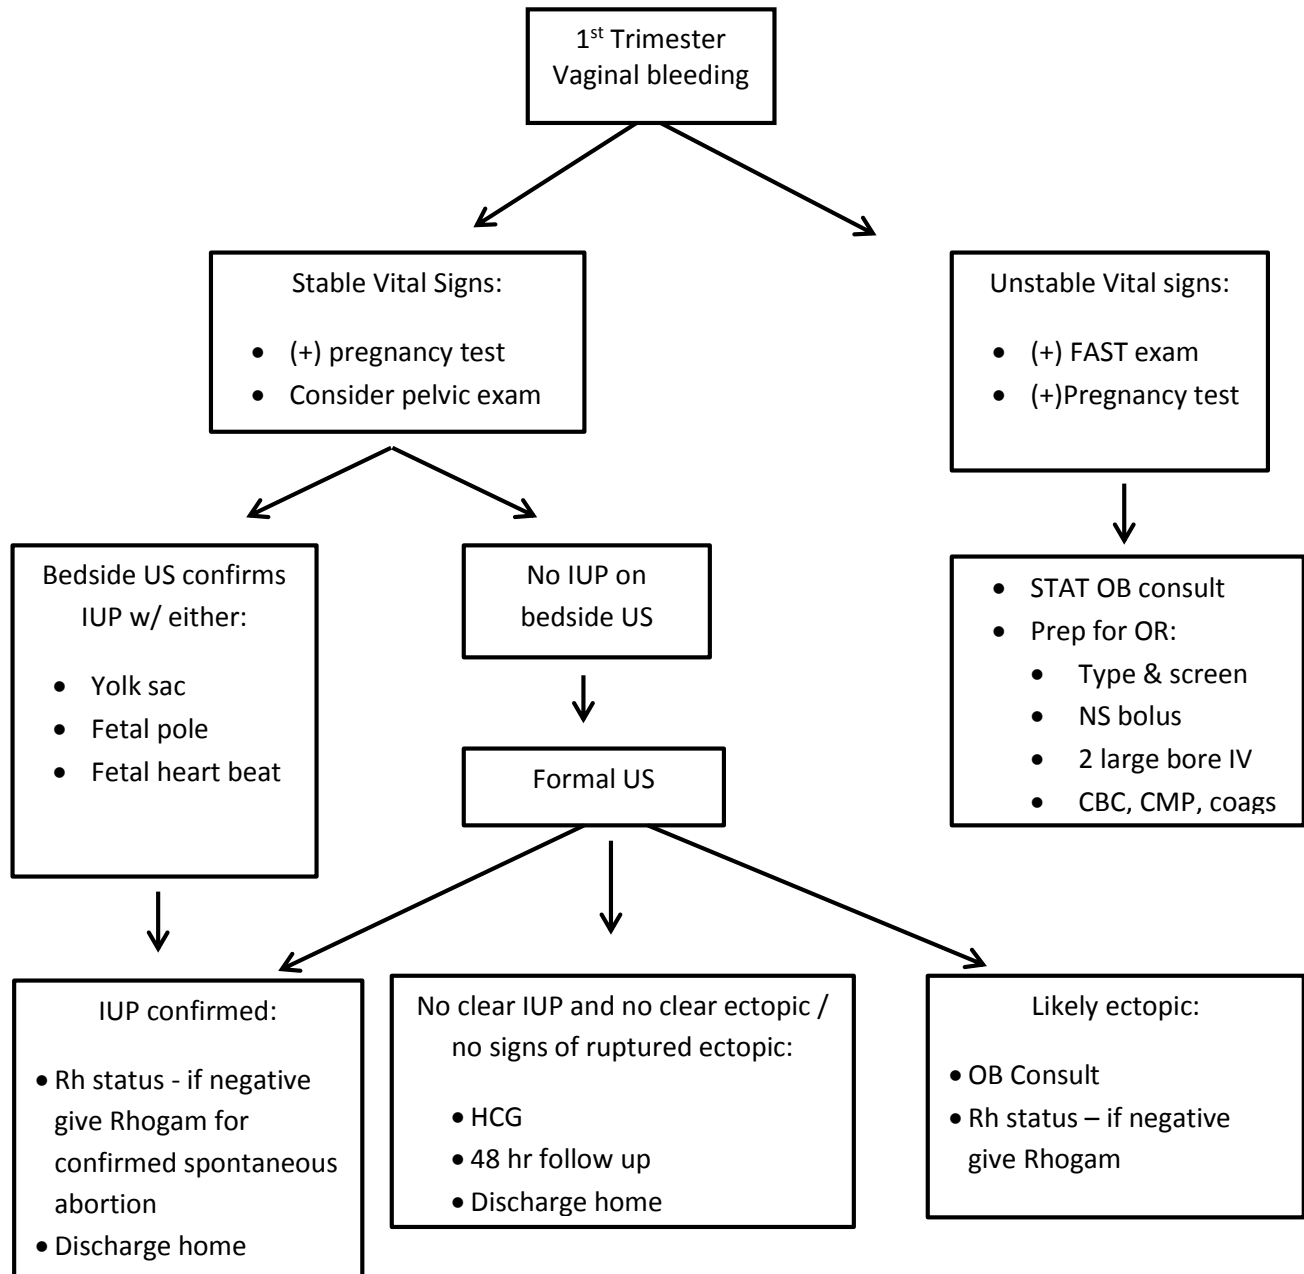 1st Trimester
Vaginal bleeding
Stable Vital Signs:
• (+) pregnancy test
• Consider pelvic exam
Unstable Vital signs:
• (+) FAST exam
• (+)Pregnancy test
Bedside US confirms
IUP w/ either:
• Yolk sac
• Fetal pole
• Fetal heart beat
No IUP on
bedside US
• STAT OB consult
• Prep for OR:
• Type & screen
• NS bolus
• 2 large bore IV
• CBC, CMP, coags
Formal US
IUP confirmed:
• Rh status - if negative
give Rhogam for
confirmed spontaneous
abortion
• Discharge home
No clear IUP and no clear ectopic /
no signs of ruptured ectopic:
• HCG
• 48 hr follow up
• Discharge home
Likely ectopic:
• OB Consult
• Rh status – if negative
give Rhogam